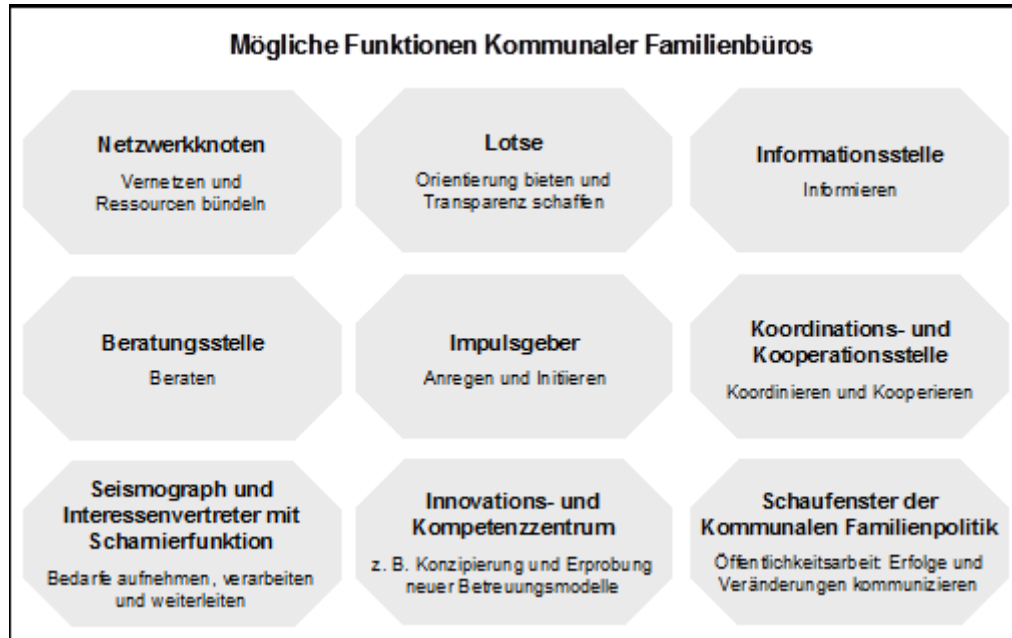 Mögliche Funktionen Kommunaler Familienbüros
Netzwerkknoten
Vernetzen und
Ressourcen bündeln
Lotse
Orientierung bieten und
Transparenz schaffen
Informationsstelle
Informieren
Beratungsstelle
Beraten
Impulsgeber
Anregen und Initiieren
Koordinations- und
Kooperationsstelle
Koordinieren und Kooperieren
Seismograph und
Interessenvertreter mit
Scharnierfunktion
Bedarfe aufnehmen, verarbeiten
und weiterleiten
Innovations- und
Kompetenzzentrum
z. B. Konzipierung und Erprobung
neuer Betreuungsmodelle
Schaufenster der
Kommunalen Familienpolitik
Öffentlichkeitsarbeit: Erfolge und
Veränderungen kommunizieren